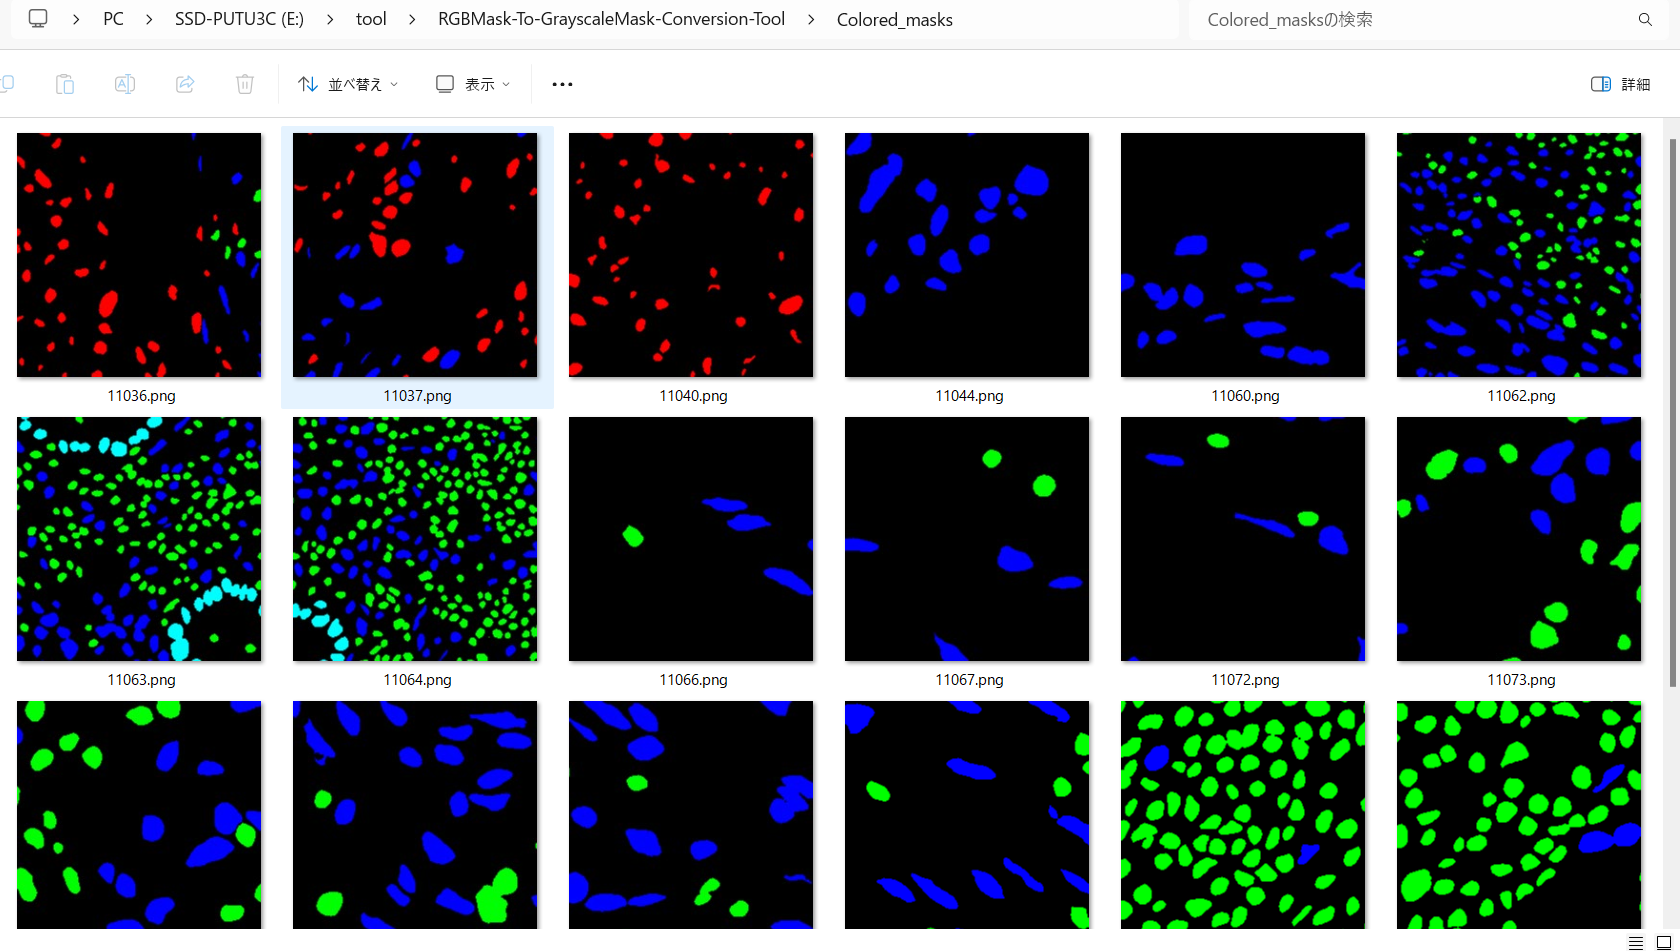 PC > SSD-PUTU3C (E:) > tool > RGBMask-To-GrayscaleMask-Conversion-Tool > Colored_masks
Colored_masksの検索
並べ替え
表示
詳細
11036.png
11037.png
11040.png
11044.png
11060.png
11062.png
11063.png
11064.png
11066.png
11067.png
11072.png
11073.png